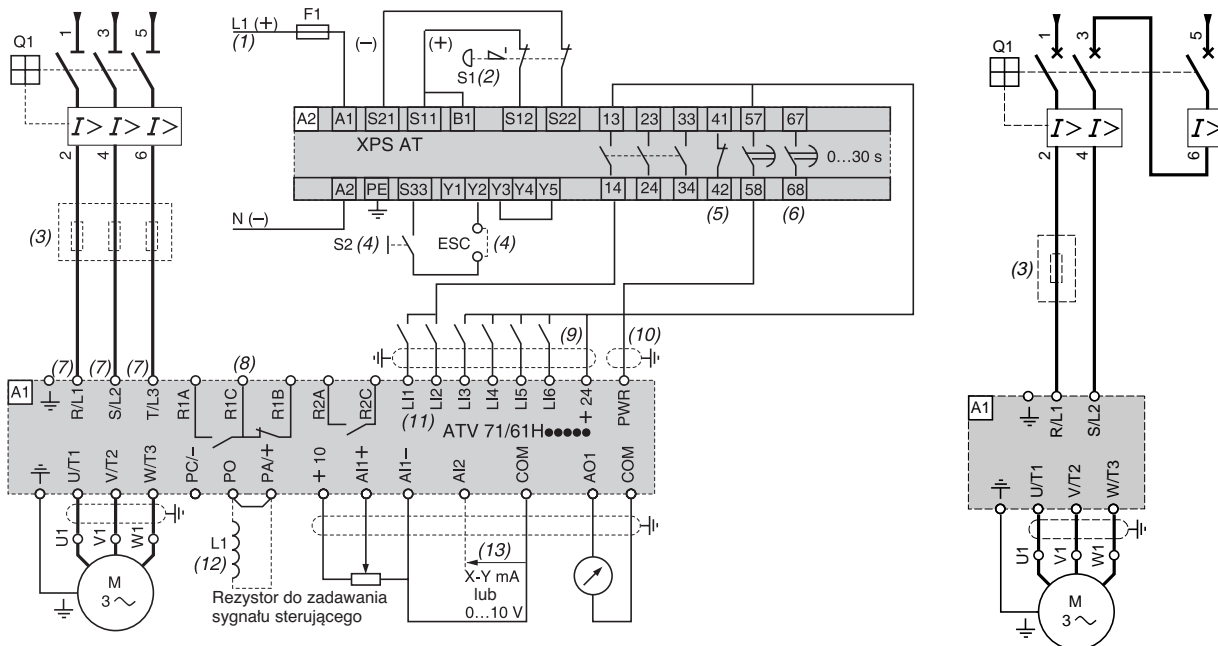 Q1
1
3
5
I> I> I>
2
4
6
(3)
(7) (7) (7)
L1 (+)
(1)
F1
(–)
(+)
S1 (2)
A2
A1 S21 S11 B1 S12 S22 13 23 33 41 57 67
XPS AT
0...30 s
A2 PE S33 Y1 Y2 Y3 Y4 Y5 14 24 34 42 58 68
(5)
(6)
N (–)
S2 (4)
ESC
(4)
(8)
(9)
(10)
A1
R/L1
S/L2
T/L3
R1A
R1C
R1B
R2A
R2C
LI1
LI2
LI3
LI4
LI5
LI6
+24
PWR
(11)
ATV 71/61H●●●●●
U/T1
V/T2
W/T3
PC/-
PO
PA/+
+10
AI1+
AI1-
AI2
COM
AO1
COM
U1
V1
W1
M
3
L1
(12)
Rezystor do zadawania
sygnału sterującego
(13)
X-Y mA
lub
0...10 V
Q1
1
3
5
I> I>
I>
2
4
6
(3)
A1
R/L1
S/L2
U/T1
V/T2
W/T3
U1
V1
W1
M
3